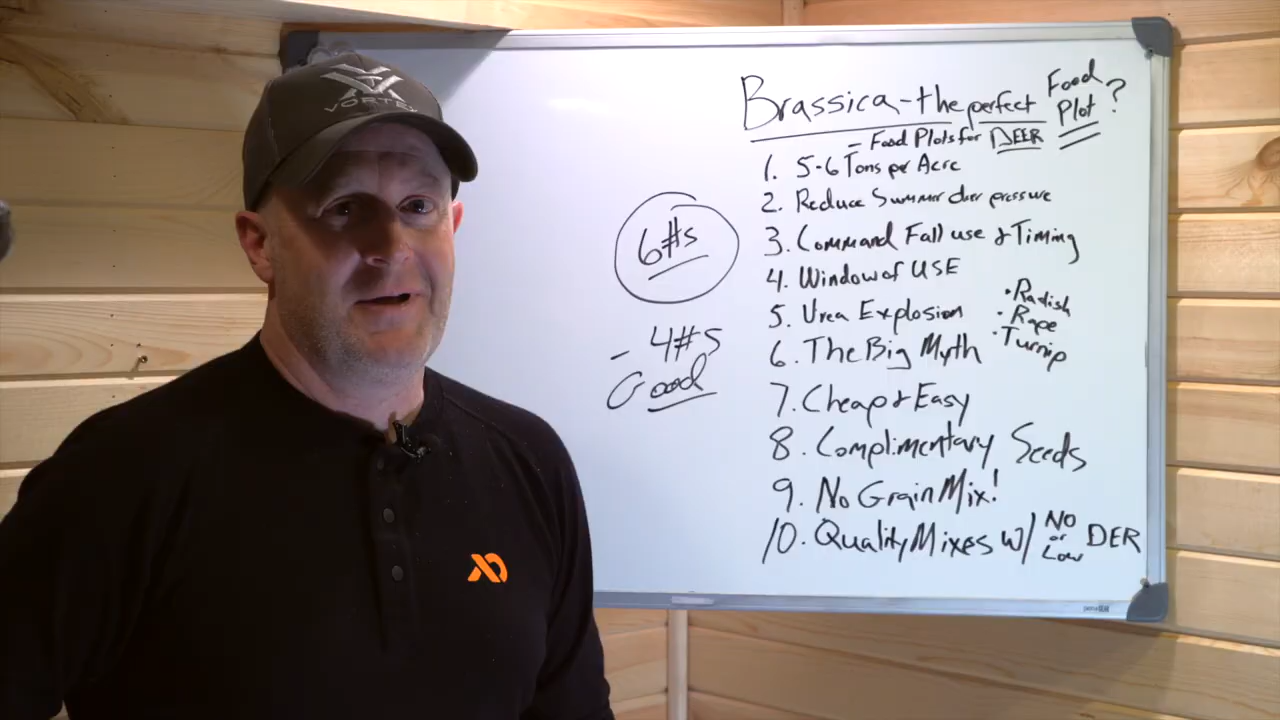 VORTEX
Brassica - the perfect Food Plot?
- Food Plots for DEER
1. 5-6 Tons per Acre
2. Reduce Summer deer pressure
3. Command Fall use & Timing
4. Window of USE
5. Urea Explosion
6. The Big Myth
• Radish
• Rape
• Turnip
7. Cheap & Easy
8. Complimentary Seeds
9. No Grain Mix!
10. Quality Mixes w/ NO or Low DER
6#s
- 4#s
Good